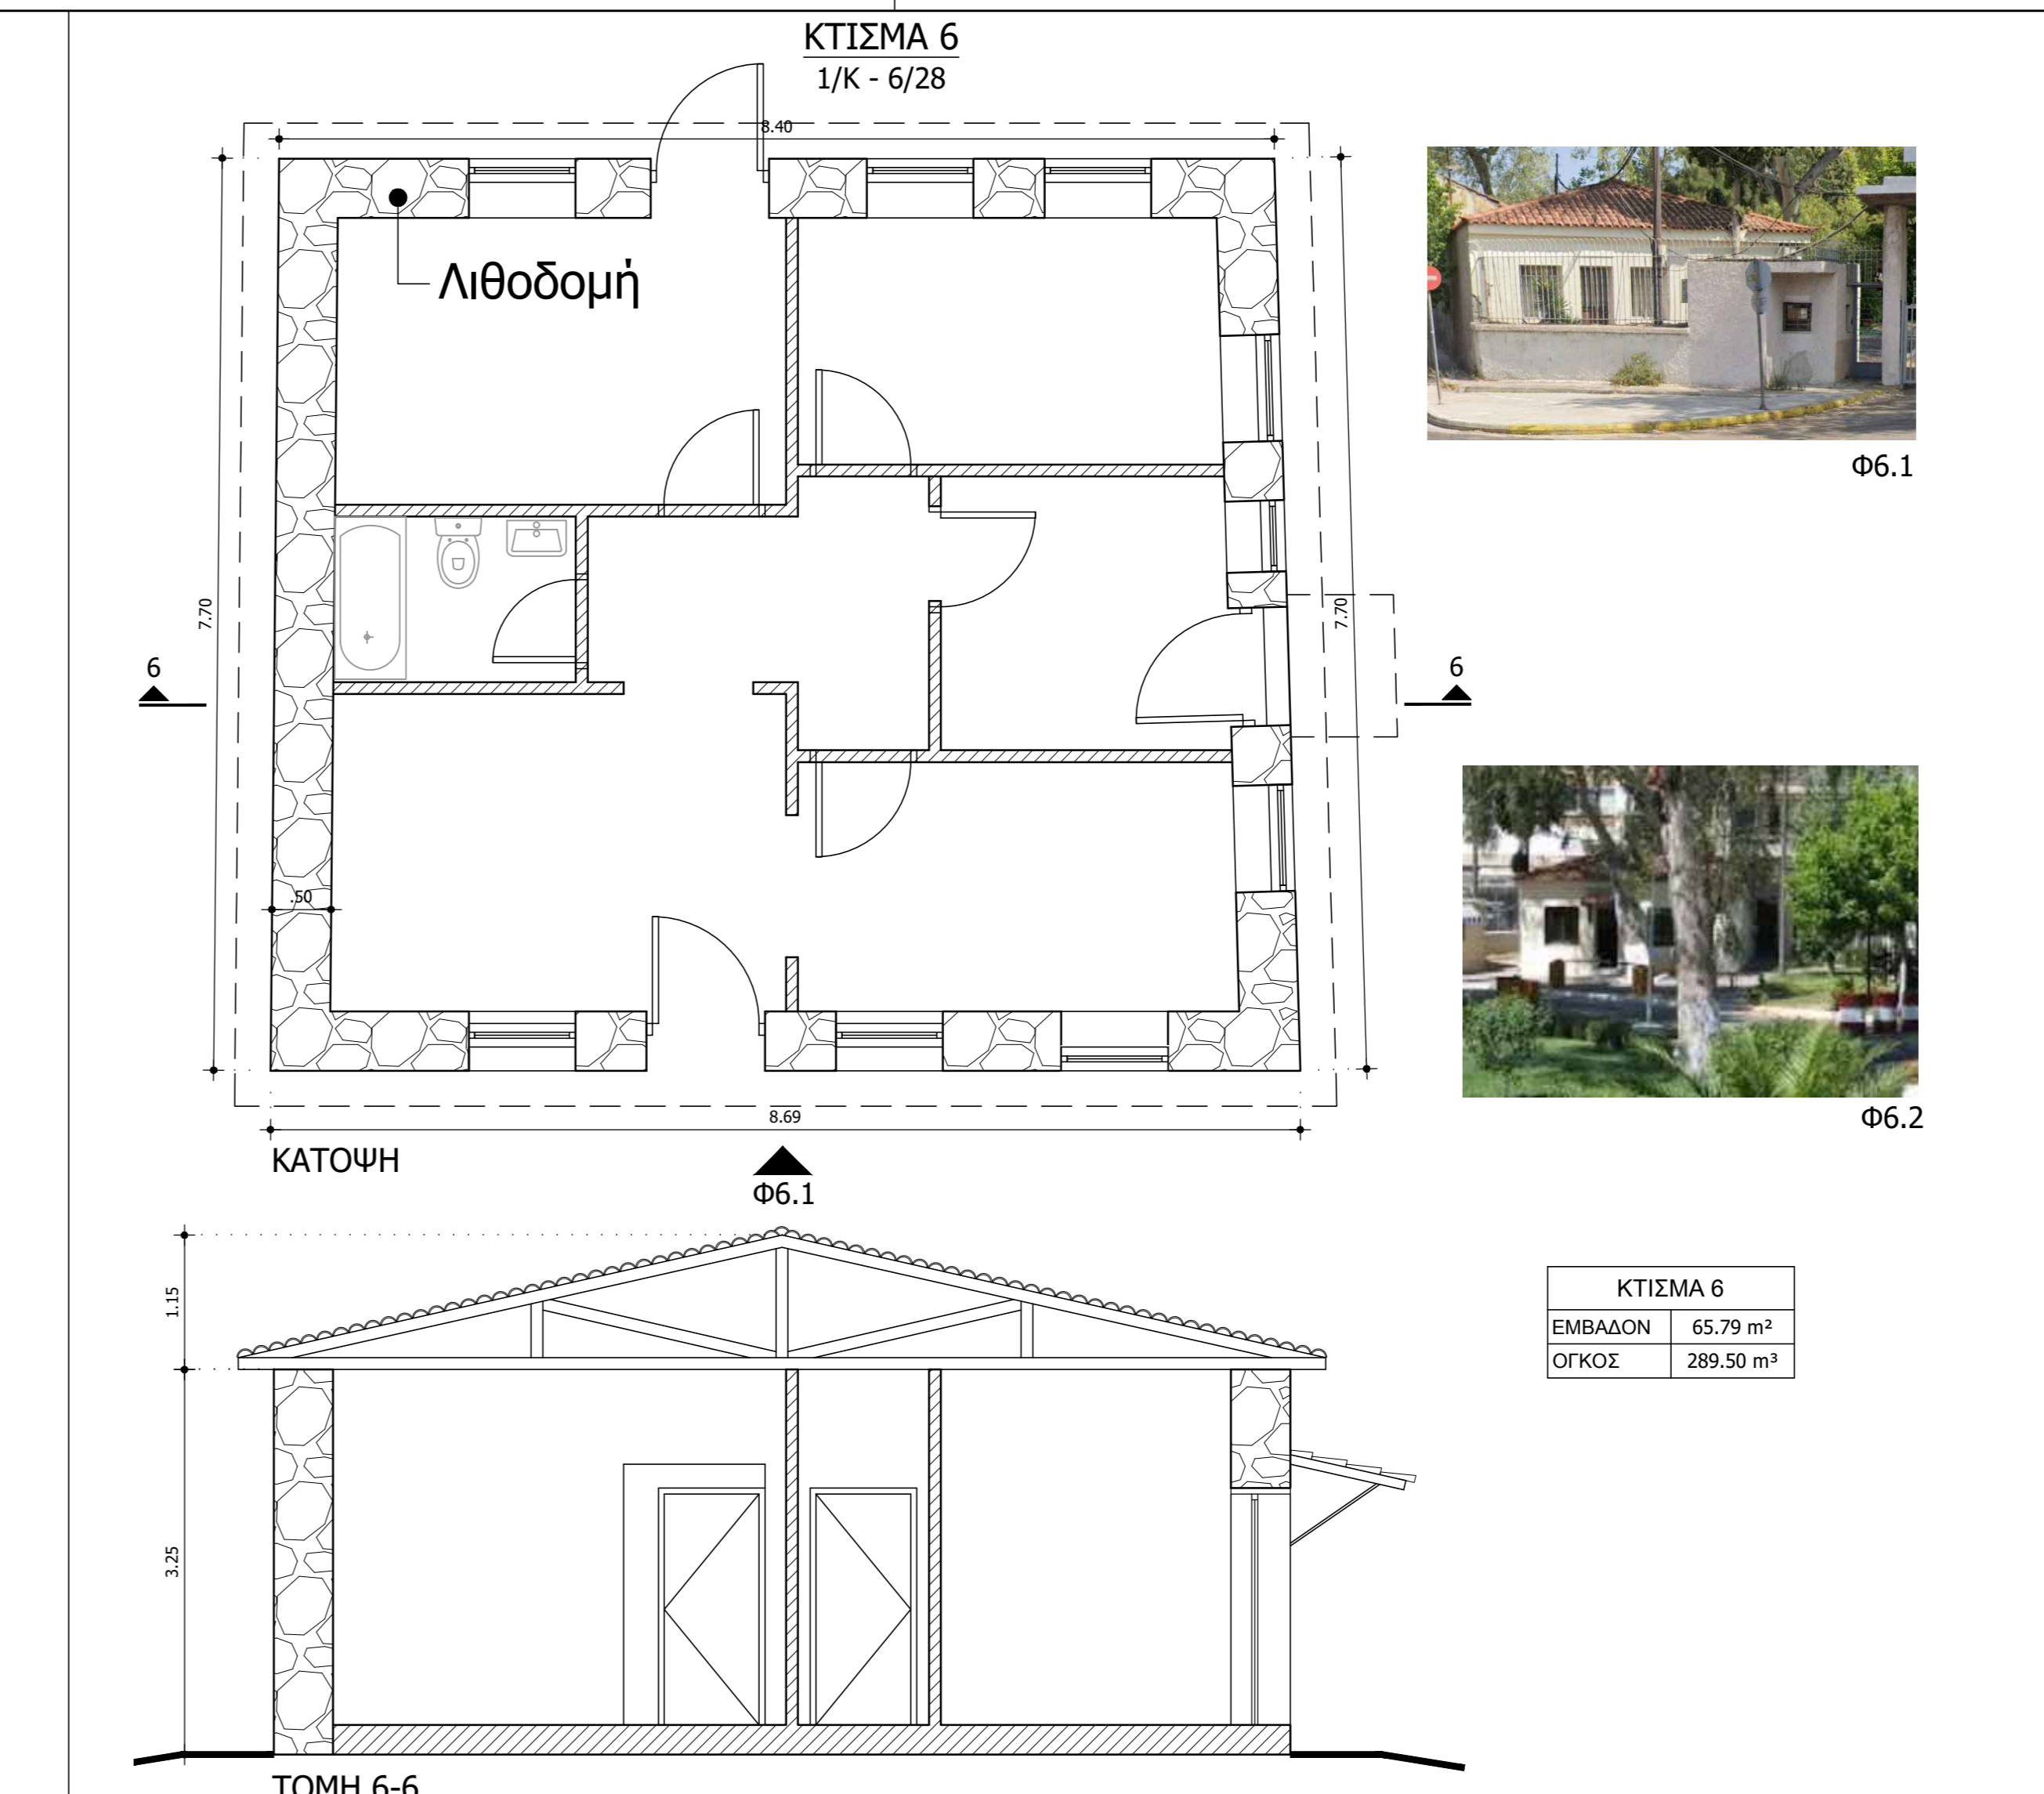 ΚΤΙΣΜΑ 6
1/Κ - 6/28
8.40
Λιθοδομή
Φ6.1
7.70
7.70
6
6
.50
8.69
ΚΑΤΟΨΗ
Φ6.1
Φ6.2
1.15
3.25
ΚΤΙΣΜΑ 6
ΕΜΒΑΔΟΝ 65.79 m²
ΟΓΚΟΣ 289.50 m³
ΤΟΜΗ 6-6